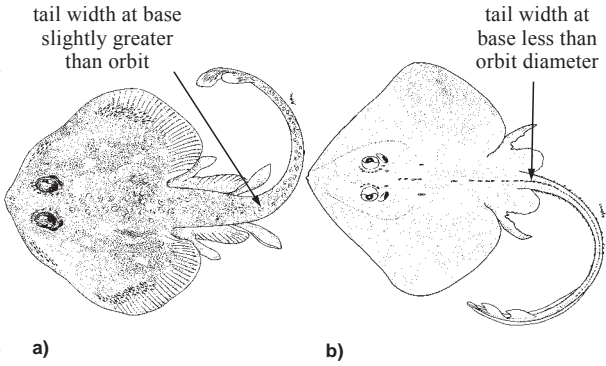 tail width at base
slightly greater
than orbit
tail width at
base less than
orbit diameter
a)
b)